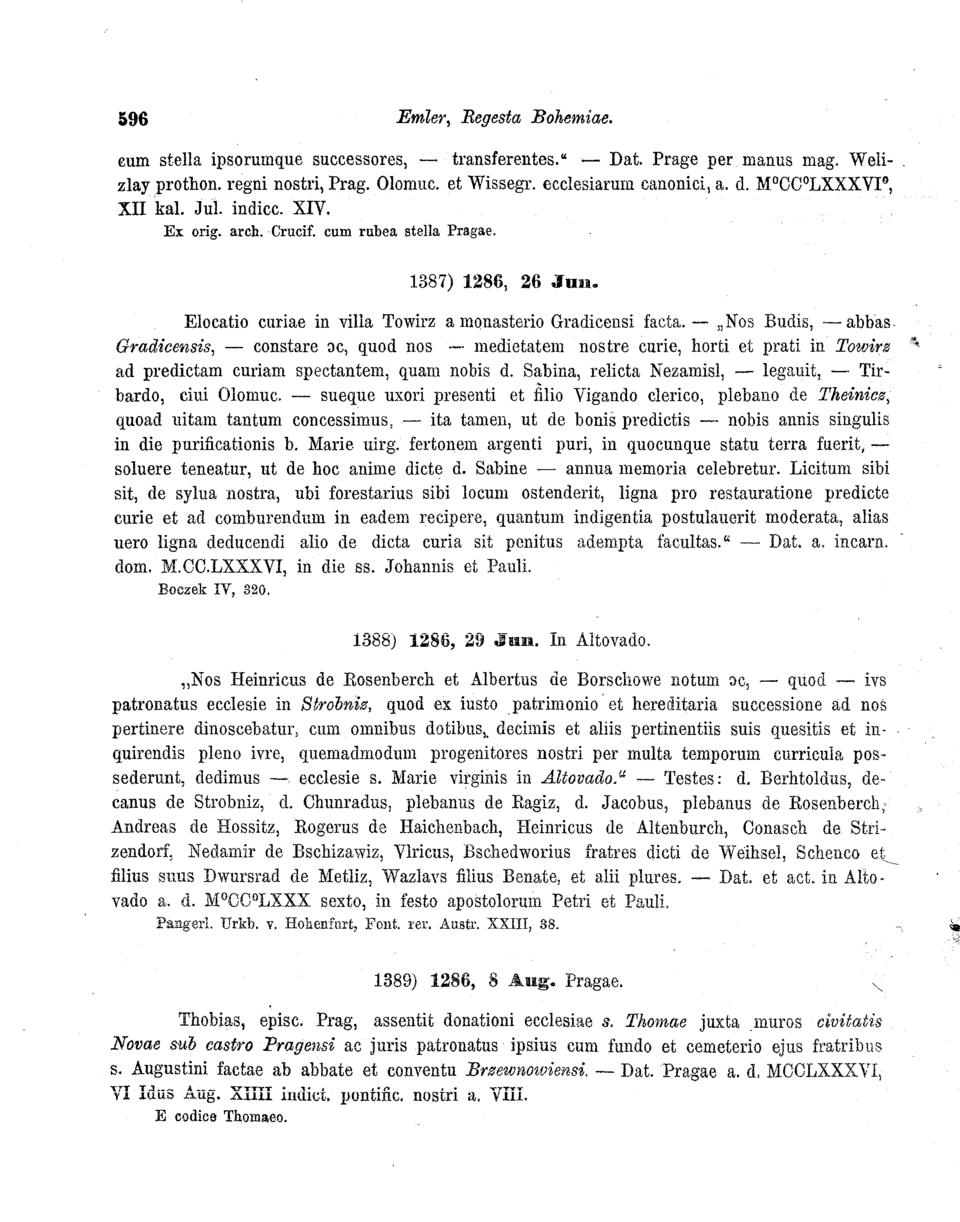 596 Emler, Regesta Bohemiae.
cum stella ipsorumque successores, — transferentes.“ — Dat. Prage per manus mag. Weli-
zlay prothon. regni nostri, Prag. Olomuc. et Wissegr. ecclesiarum canonici, a. d. M⁰CC⁰LXXXVI⁰,
XII kal. Jul. indicc. XIV.
Ex orig. arch. Crucif. cum rubea stella Pragae.
1387) 1286, 26 Jun.
Elocatio curiae in villa Towirz a monasterio Gradicensi facta. — „Nos Budis, — abbas
Gradicensis, — constare ɔc, quod nos — medietatem nostre curie, horti et prati in Towirz
ad predictam curiam spectantem, quam nobis d. Sabina, relicta Nezamisl, — legauit, — Tir-
bardo, ciui Olomuc. — sueque uxori presenti et filio Vigando clerico, plebano de Theinicz,
quoad uitam tantum concessimus, — ita tamen, ut de bonis predictis — nobis annis singulis
in die purificationis b. Marie uirg. fertonem argenti puri, in quocunque statu terra fuerit, —
soluere teneatur, ut de hoc anime dicte d. Sabine — annua memoria celebretur. Licitum sibi
sit, de sylua nostra, ubi forestarius sibi locum ostenderit, ligna pro restauratione predicte
curie et ad comburendum in eadem recipere, quantum indigentia postulauerit moderata, alias
uero ligna deducendi alio de dicta curia sit penitus adempta facultas.“ — Dat. a. incarn.
dom. M.CC.LXXXVI, in die ss. Johannis et Pauli.
Boczek IV, 320.
1388) 1286, 29 Jun. In Altovado.
„Nos Heinricus de Rosenberch et Albertus de Borschowe notum ɔc, — quod — ivs
patronatus ecclesie in Strobniz, quod ex iusto patrimonio et hereditaria successione ad nos
pertinere dinoscebatur, cum omnibus dotibus, decimis et aliis pertinentiis suis quesitis et in-
quirendis pleno ivre, quemadmodum progenitores nostri per multa temporum curricula pos-
sederunt, dedimus — ecclesie s. Marie virginis in Altovado.“ — Testes: d. Berhtoldus, de-
canus de Strobniz, d. Chunradus, plebanus de Ragiz, d. Jacobus, plebanus de Rosenberch,
Andreas de Hossitz, Rogerus de Haichenbach, Heinricus de Altenburch, Conasch de Stri-
zendorf, Nedamir de Bschizawiz, Vlricus, Bschedworius fratres dicti de Weihsel, Schenco et
filius suus Dwursrad de Metliz, Wazlavs filius Benate, et alii plures. — Dat. et act. in Alto-
vado a. d. M⁰CC⁰LXXX sexto, in festo apostolorum Petri et Pauli.
Pangerl. Urkb. v. Hohenfurt, Font. rer. Austr. XXIII, 38.
1389) 1286, 8 Aug. Pragae.
Thobias, episc. Prag, assentit donationi ecclesiae s. Thomae juxta muros civitatis
Novae sub castro Pragensi ac juris patronatus ipsius cum fundo et cemeterio ejus fratribus
s. Augustini factae ab abbate et conventu Brzewnowiensi. — Dat. Pragae a. d. MCCLXXXVI,
VI Idus Aug. XIIII indict. pontific. nostri a. VIII.
E codice Thomaeo.